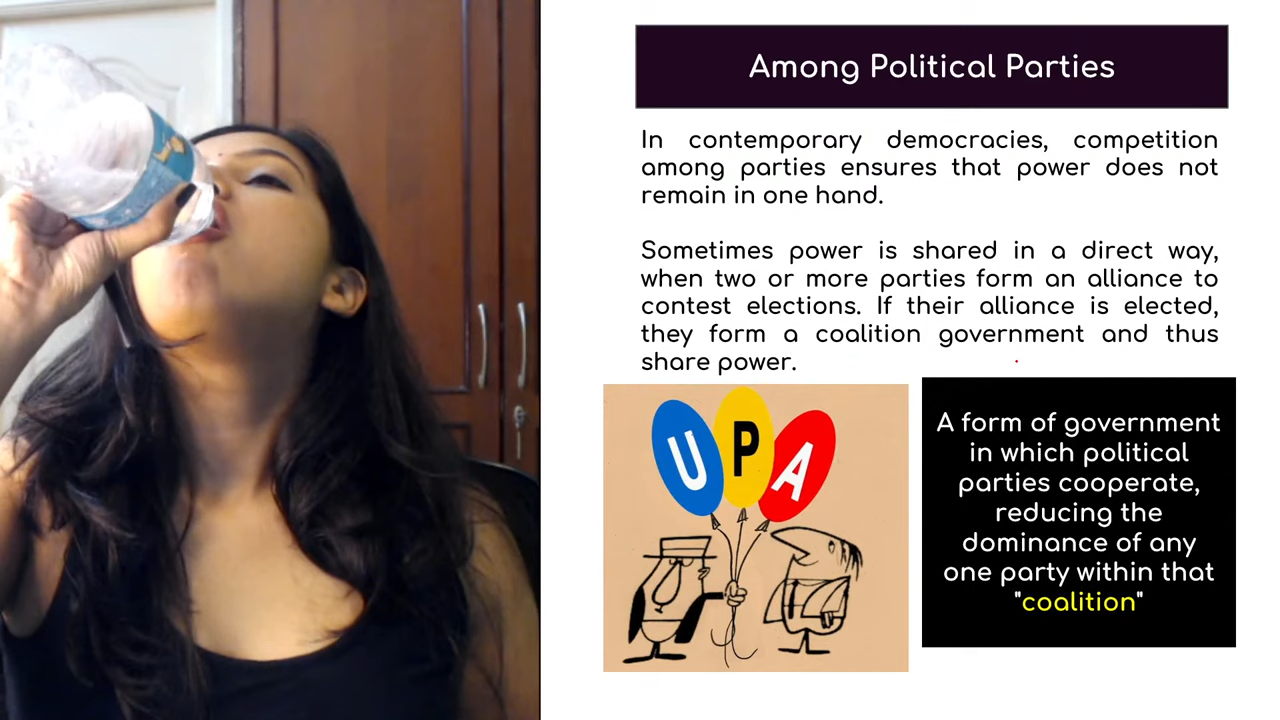 Among Political Parties
In contemporary democracies, competition
among parties ensures that power does not
remain in one hand.
Sometimes power is shared in a direct way,
when two or more parties form an alliance to
contest elections. If their alliance is elected,
they form a coalition government and thus
share power.
UPA
A form of government
in which political
parties cooperate,
reducing the
dominance of any
one party within that
"coalition"